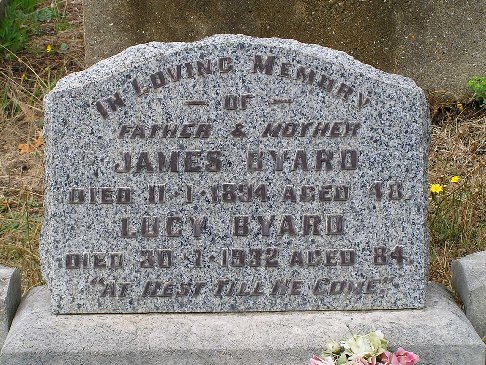 In Loving Memory
– of –
Father & Mother
James Byard
Died 11·1·1894 Aged 48
Lucy Byard
Died 30·1·1932 Aged 84
"At Rest Till He Come"